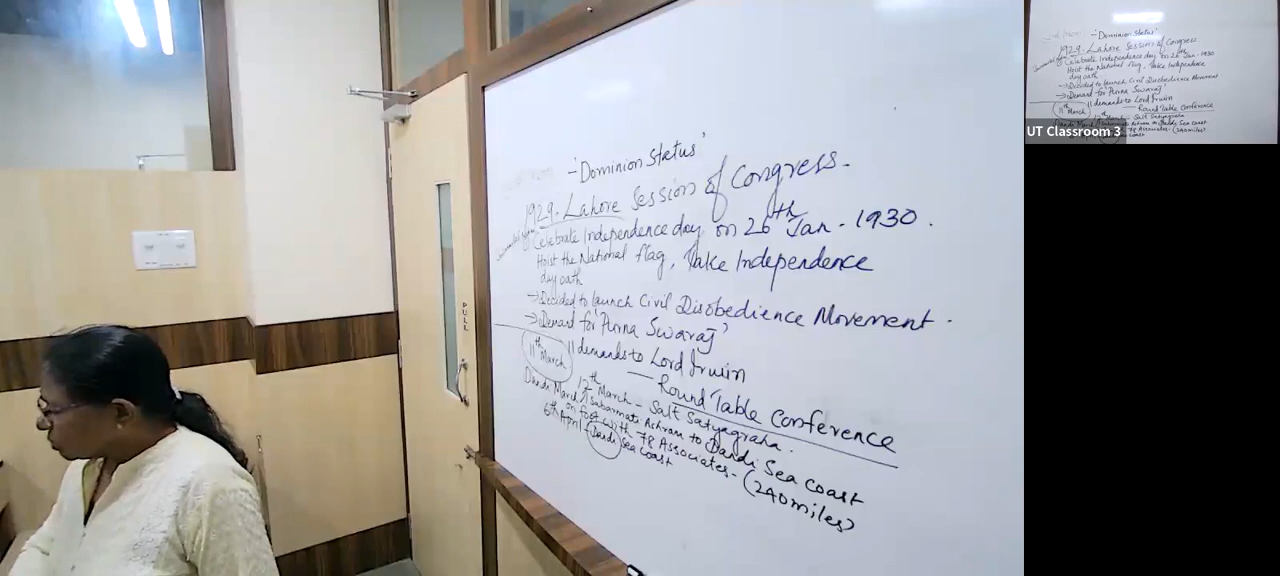 -'Dominion Status'
1929. Lahore Session of Congress.
Celebrate Independence day on 26th Jan. 1930.
Hoist the National flag, Take Independence
day oath
→ Decided to launch Civil Disobedience Movement.
→ Demand for 'Purna Swaraj'
11th March 11 demands to Lord Irwin
— Round Table Conference
12th March - Salt Satyagraha.
Dandi March / Sabarmati Ashram to Dandi Sea Coast
on foot with 78 Associates- (240 miles)
6th April - Dandi Sea Coast
PULL
UT Classroom 3